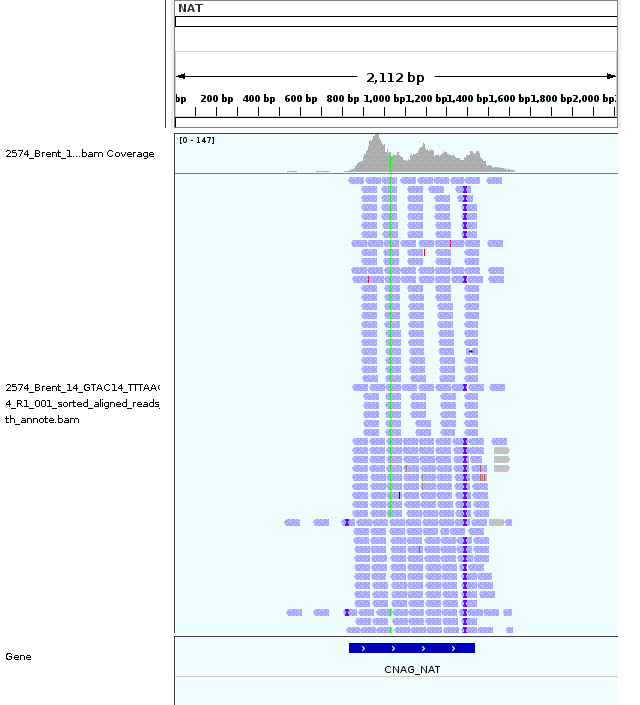 NAT
2,112 bp
bp 200 bp 400 bp 600 bp 800 bp 1,000 bp 1,200 bp 1,400 bp 1,600 bp 1,800 bp 2,000 bp
[0 - 147]
2574_Brent_1...bam Coverage
2574_Brent_14_GTAC14_TTTAAC
4_R1_001_sorted_aligned_reads_
th_annote.bam
Gene
CNAG_NAT